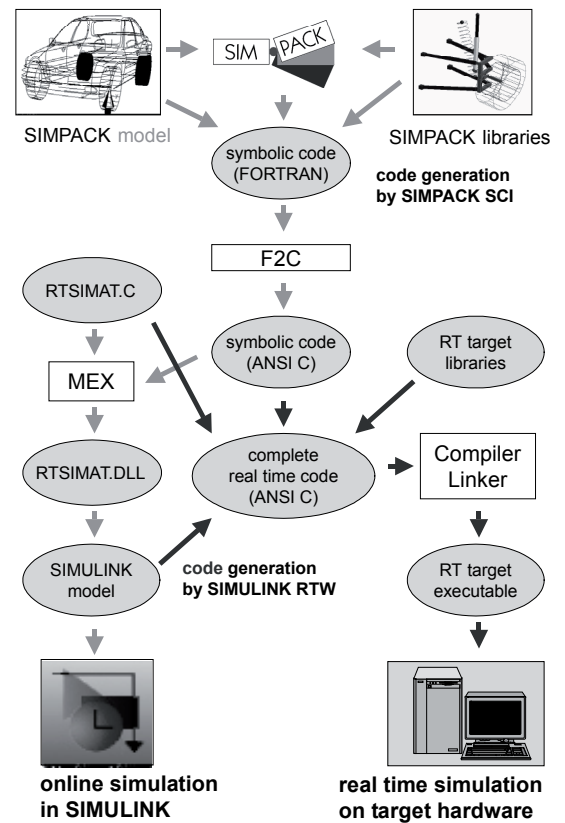 SIM PACK
SIMPACK model
SIMPACK libraries
symbolic code
(FORTRAN)
code generation
by SIMPACK SCI
F2C
RTSIMAT.C
symbolic code
(ANSI C)
RT target
libraries
MEX
complete
real time code
(ANSI C)
Compiler
Linker
RTSIMAT.DLL
SIMULINK
model
code generation
by SIMULINK RTW
RT target
executable
online simulation
in SIMULINK
real time simulation
on target hardware